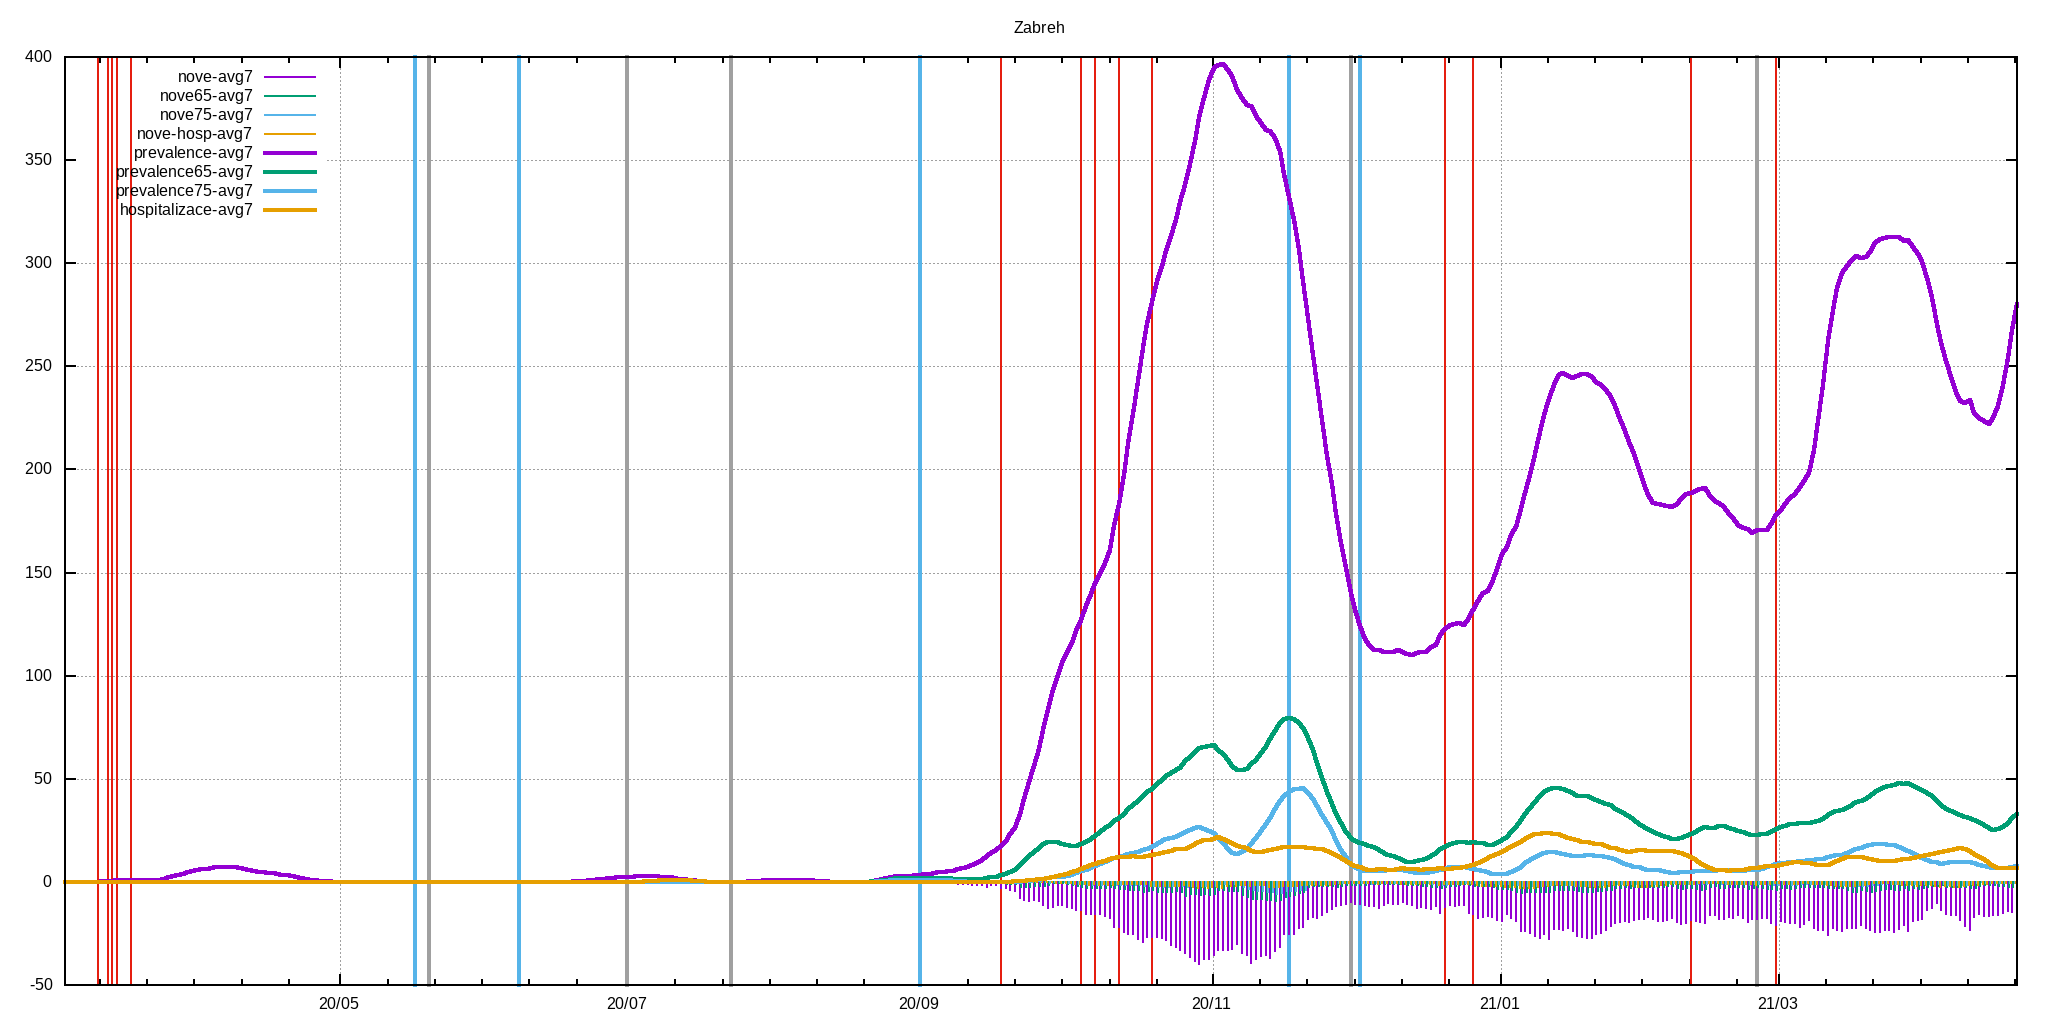 Zabreh
400
350
300
250
200
150
100
50
0
-50
nove-avg7
nove65-avg7
nove75-avg7
nove-hosp-avg7
prevalence-avg7
prevalence65-avg7
prevalence75-avg7
hospitalizace-avg7
20/05
20/07
20/09
20/11
21/01
21/03